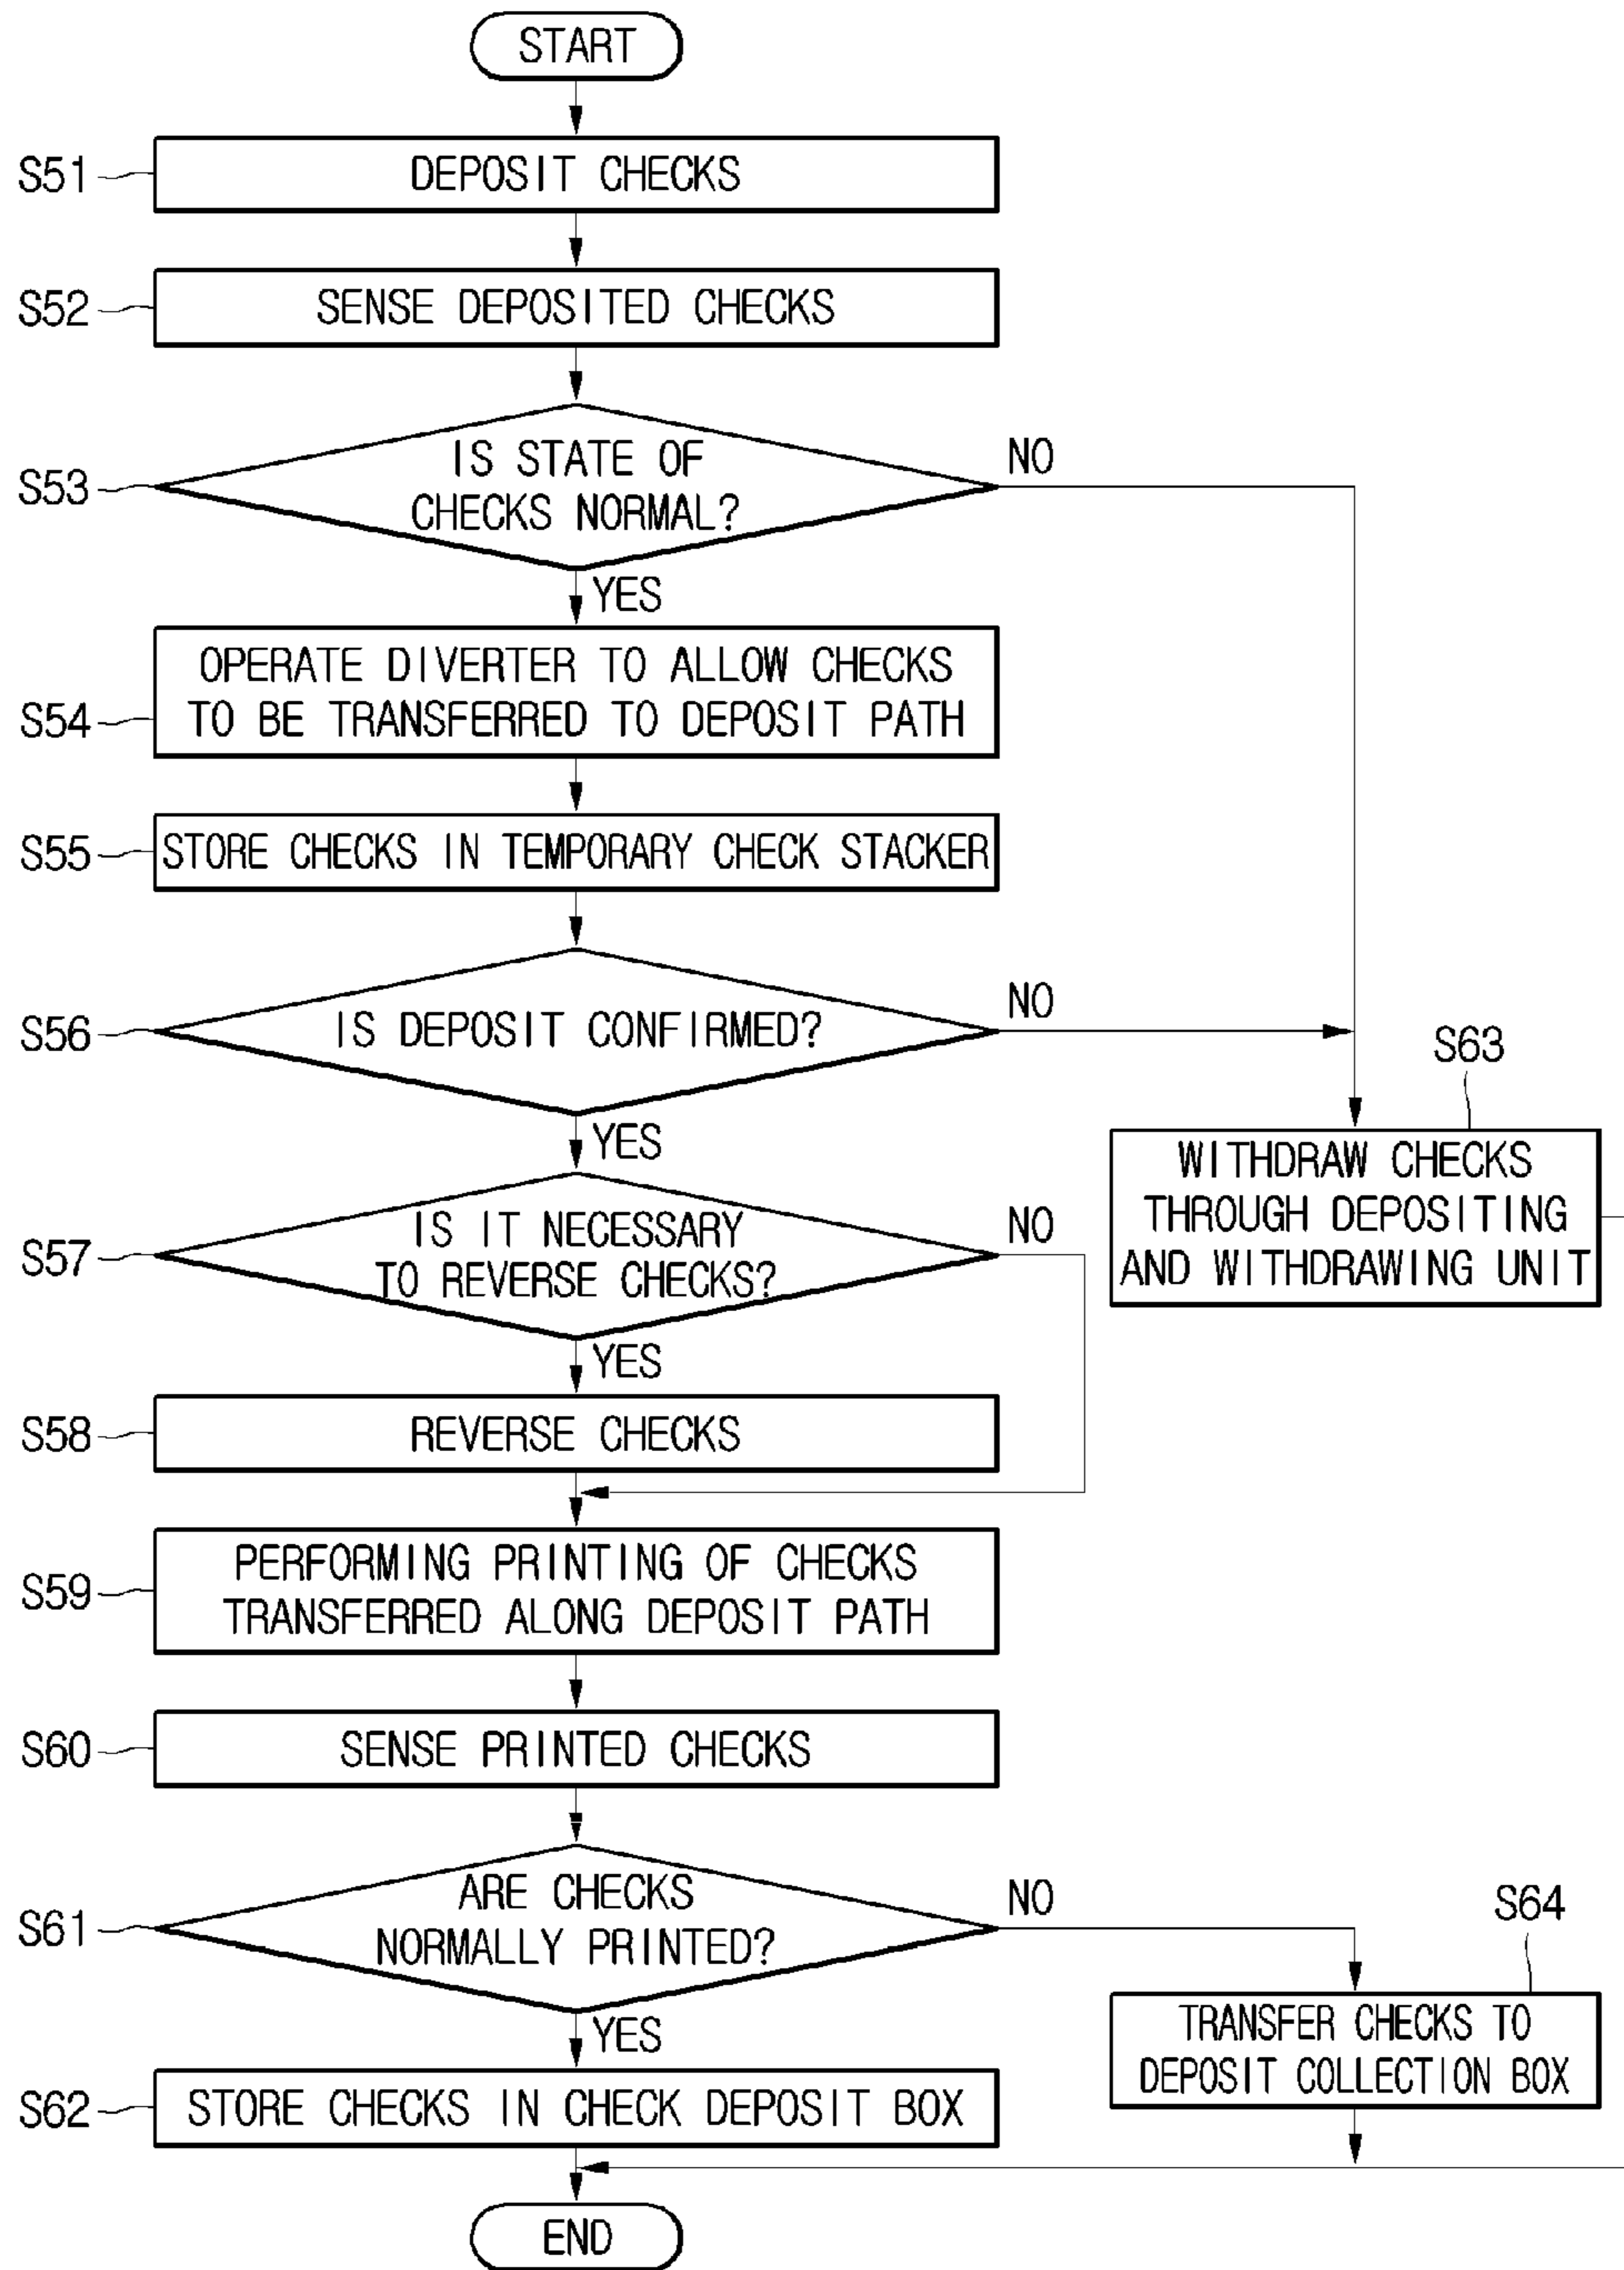 START
S51
DEPOSIT CHECKS
S52
SENSE DEPOSITED CHECKS
S53
IS STATE OF
CHECKS NORMAL?
NO
YES
S54
OPERATE DIVERTER TO ALLOW CHECKS
TO BE TRANSFERRED TO DEPOSIT PATH
S55
STORE CHECKS IN TEMPORARY CHECK STACKER
S56
IS DEPOSIT CONFIRMED?
NO
YES
S63
WITHDRAW CHECKS
THROUGH DEPOSITING
AND WITHDRAWING UNIT
S57
IS IT NECESSARY
TO REVERSE CHECKS?
NO
YES
S58
REVERSE CHECKS
S59
PERFORMING PRINTING OF CHECKS
TRANSFERRED ALONG DEPOSIT PATH
S60
SENSE PRINTED CHECKS
S61
ARE CHECKS
NORMALLY PRINTED?
NO
YES
S64
TRANSFER CHECKS TO
DEPOSIT COLLECTION BOX
S62
STORE CHECKS IN CHECK DEPOSIT BOX
END